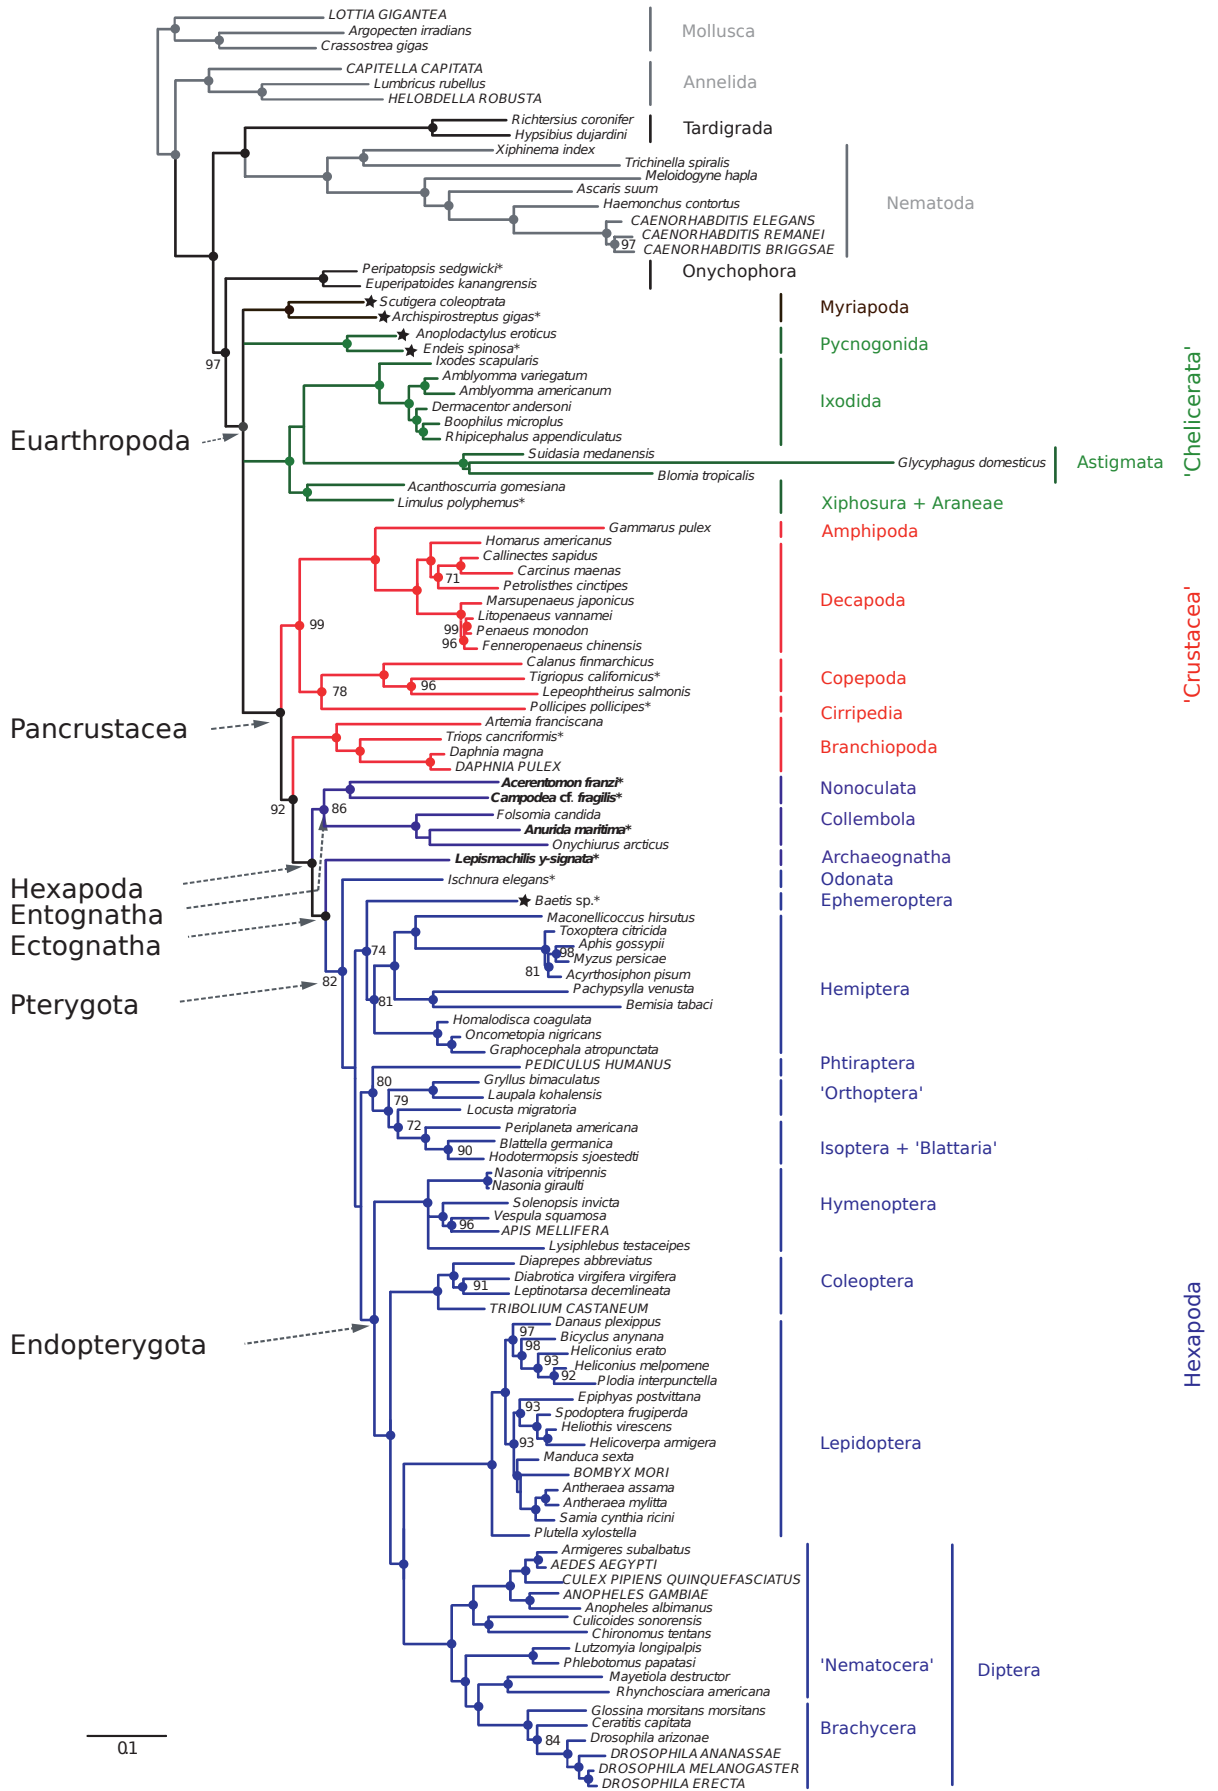 LOTTIA GIGANTEA
Argopecten irradians
Crassostrea gigas
Mollusca
CAPITELLA CAPITATA
Lumbricus rubellus
HELOBDELLA ROBUSTA
Annelida
Richtersius coronifer
Hypsibius dujardini
Tardigrada
Xiphinema index
Trichinella spiralis
Meloidogyne hapla
Ascaris suum
Haemonchus contortus
CAENORHABDITIS ELEGANS
CAENORHABDITIS REMANEI
97
CAENORHABDITIS BRIGGSAE
Nematoda
Peripatopsis sedgwicki*
Euperipatoides kanangrensis
Onychophora
97
Scutigera coleoptrata
Archispirostreptus gigas*
Myriapoda
Anoplodactylus eroticus
Endeis spinosa*
Pycnogonida
Ixodes scapularis
Amblyomma variegatum
Amblyomma americanum
Dermacentor andersoni
Boophilus microplus
Rhipicephalus appendiculatus
Ixodida
Euarthropoda
Suidasia medanensis
Glycyphagus domesticus
Blomia tropicalis
Astigmata
Acanthoscurria gomesiana
Limulus polyphemus*
Xiphosura + Araneae
'Chelicerata'
Gammarus pulex
Amphipoda
Homarus americanus
Callinectes sapidus
Carcinus maenas
71
Petrolisthes cinctipes
Marsupenaeus japonicus
Litopenaeus vannamei
99
Penaeus monodon
96
Fenneropenaeus chinensis
Decapoda
99
Calanus finmarchicus
Tigriopus californicus*
96
Lepeophtheirus salmonis
Copepoda
78
Pollicipes pollicipes*
Cirripedia
Pancrustacea
Artemia franciscana
Triops cancriformis*
Daphnia magna
DAPHNIA PULEX
Branchiopoda
'Crustacea'
92
Acerentomon franzi*
Campodea cf. fragilis*
Nonoculata
86
Folsomia candida
Anurida maritima*
Onychiurus arcticus
Collembola
Lepismachilis y-signata*
Archaeognatha
Hexapoda
Entognatha
Ectognatha
Ischnura elegans*
Odonata
Baetis sp.*
Ephemeroptera
74
82
Pterygota
Maconellicoccus hirsutus
Toxoptera citricida
Aphis gossypii
98
Myzus persicae
81
Acyrthosiphon pisum
Pachypsylla venusta
81
Bemisia tabaci
Homalodisca coagulata
Oncometopia nigricans
Graphocephala atropunctata
Hemiptera
PEDICULUS HUMANUS
Phtiraptera
80
Gryllus bimaculatus
Laupala kohalensis
79
Locusta migratoria
'Orthoptera'
72
Periplaneta americana
Blattella germanica
90
Hodotermopsis sjoestedti
Isoptera + 'Blattaria'
Nasonia vitripennis
Nasonia giraulti
Solenopsis invicta
Vespula squamosa
96
APIS MELLIFERA
Lysiphlebus testaceipes
Hymenoptera
Diaprepes abbreviatus
Diabrotica virgifera virgifera
91
Leptinotarsa decemlineata
TRIBOLIUM CASTANEUM
Coleoptera
Endopterygota
Danaus plexippus
97
Bicyclus anynana
98
Heliconius erato
93
Heliconius melpomene
92
Plodia interpunctella
Epiphyas postvittana
93
Spodoptera frugiperda
Heliothis virescens
93
Helicoverpa armigera
Manduca sexta
BOMBYX MORI
Antheraea assama
Antheraea mylitta
Samia cynthia ricini
Plutella xylostella
Lepidoptera
Hexapoda
Armigeres subalbatus
AEDES AEGYPTI
CULEX PIPIENS QUINQUEFASCIATUS
ANOPHELES GAMBIAE
Anopheles albimanus
Culicoides sonorensis
Chironomus tentans
Lutzomyia longipalpis
Phlebotomus papatasi
Mayetiola destructor
Rhynchosciara americana
'Nematocera'
Diptera
Glossina morsitans morsitans
Ceratitis capitata
84
Drosophila arizonae
DROSOPHILA ANANASSAE
DROSOPHILA MELANOGASTER
DROSOPHILA ERECTA
Brachycera
0.1